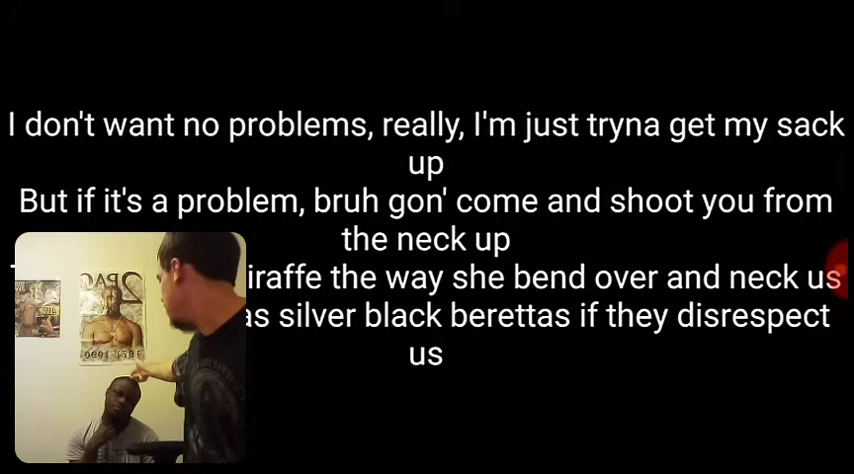 I don't want no problems, really, I'm just tryna get my sack
up
But if it's a problem, bruh gon' come and shoot you from
the neck up
iraffe the way she bend over and neck us
as silver black berettas if they disrespect
us
2PAC